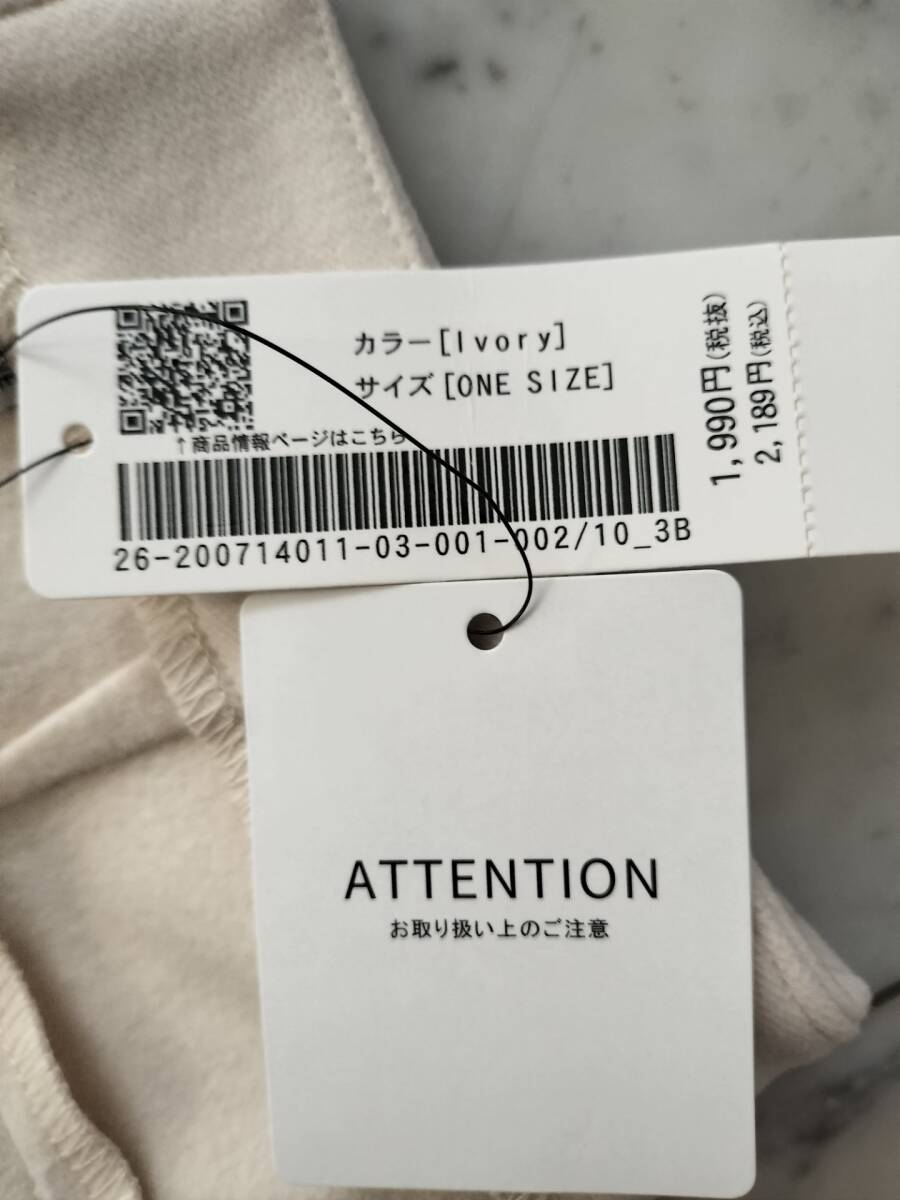 カラー[Ivory]
サイズ[ONE SIZE]
↑商品情報ページはこちら
26-200714011-03-001-002/10_3B
1,990円(税抜)
2,189円(税込)
ATTENTION
お取り扱い上のご注意